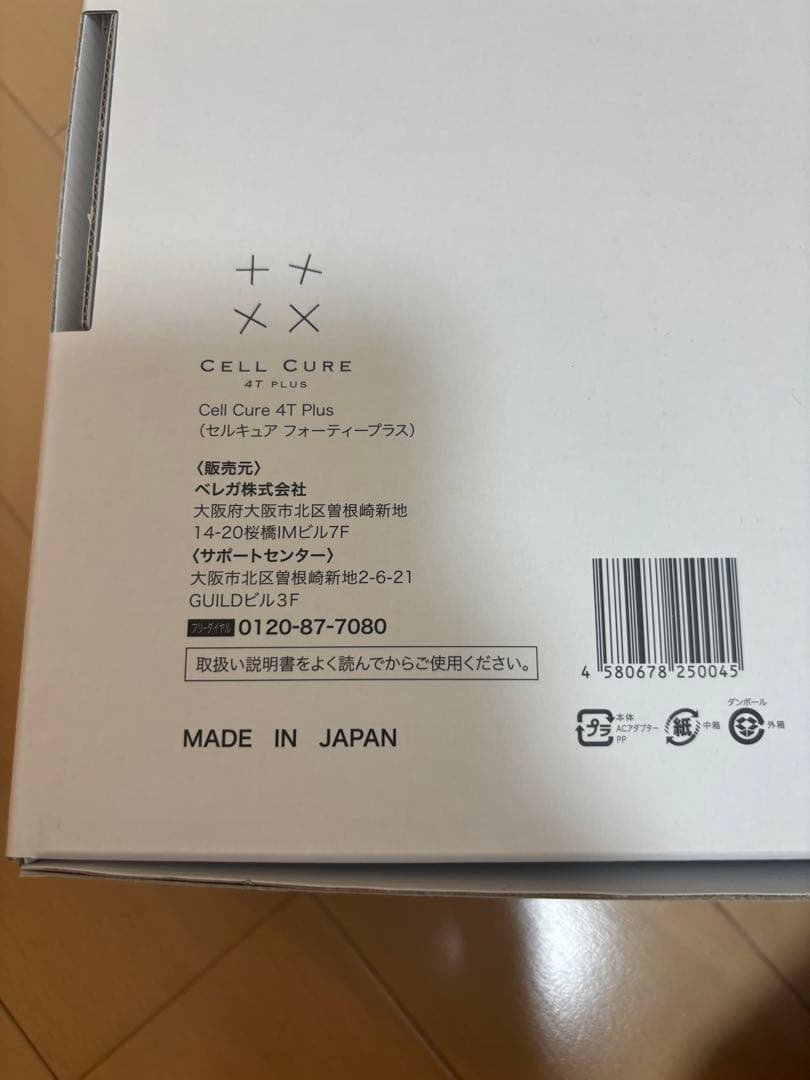 CELL CURE
4T PLUS
Cell Cure 4T Plus
（セルキュア フォーティープラス）
〈販売元〉
ベレガ株式会社
大阪府大阪市北区曽根崎新地
14-20桜橋IMビル7F
〈サポートセンター〉
大阪市北区曽根崎新地2-6-21
GUILDビル3F
フリーダイヤル 0120-87-7080
取扱い説明書をよく読んでからご使用ください。
MADE IN JAPAN
4 580678 250045
プラ 本体
ACアダプター
PP
紙 中箱
ダンボール
外箱